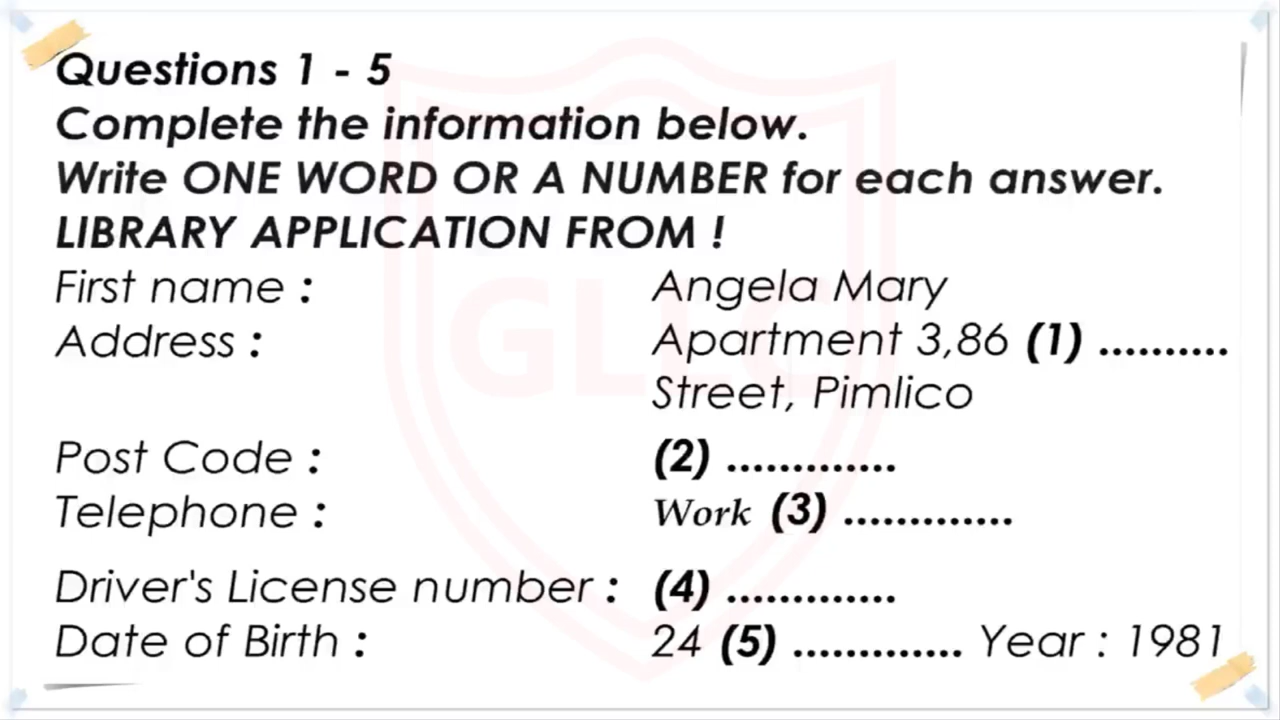 Questions 1 - 5
Complete the information below.
Write ONE WORD OR A NUMBER for each answer.
LIBRARY APPLICATION FROM !
First name : Angela Mary
Address : Apartment 3,86 (1) ..........
Street, Pimlico
Post Code : (2) .............
Telephone : Work (3) .............
Driver's License number : (4) .............
Date of Birth : 24 (5) ............. Year : 1981
GLLC